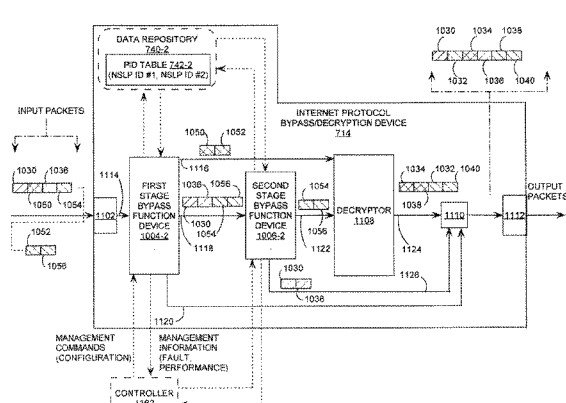 DATA REPOSITORY
740-2
PID TABLE 742-2
(NSLP ID #1, NSLP ID #2)
1030
1034
1038
1032
1036
1040
INPUT PACKETS
INTERNET PROTOCOL
BYPASS/DECRYPTION DEVICE
714
1030
1036
1050
1054
1052
1056
1114
1102
FIRST
STAGE
BYPASS
FUNCTION
DEVICE
1004-2
1050
1052
1116
1036
1056
1030
1054
1118
SECOND
STAGE
BYPASS
FUNCTION
DEVICE
1006-2
1054
1056
1122
DECRYPTOR
1108
1034
1032
1040
1038
1124
1110
1112
OUTPUT
PACKETS
1030
1036
1126
1120
MANAGEMENT
COMMANDS
(CONFIGURATION)
MANAGEMENT
INFORMATION
(FAULT,
PERFORMANCE)
CONTROLLER